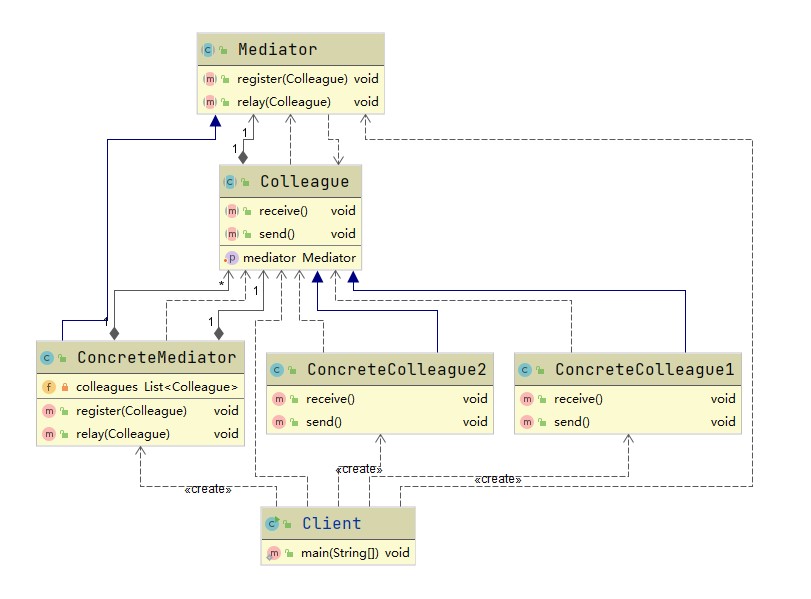 Mediator
register(Colleague) void
relay(Colleague) void
1
1
Colleague
receive() void
send() void
mediator Mediator
*
1
1
1
ConcreteMediator
colleagues List<Colleague>
register(Colleague) void
relay(Colleague) void
ConcreteColleague2
receive() void
send() void
ConcreteColleague1
receive() void
send() void
«create»
«create»
«create»
Client
main(String[]) void